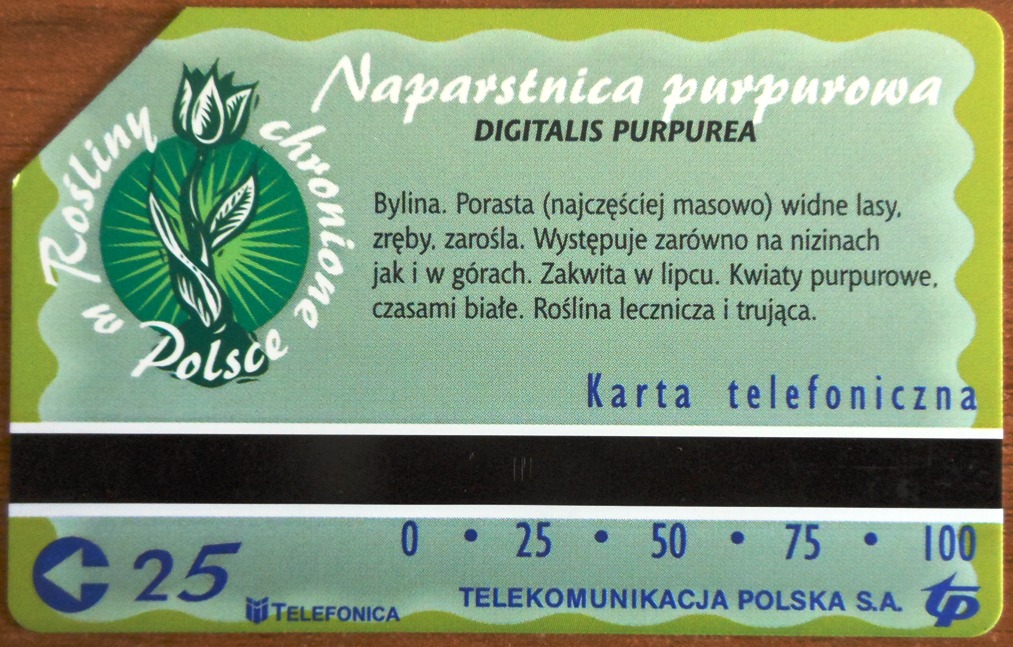 Rośliny chronione w Polsce
Naparstnica purpurowa
DIGITALIS PURPUREA
Bylina. Porasta (najczęściej masowo) widne lasy,
zręby, zarośla. Występuje zarówno na nizinach
jak i w górach. Zakwita w lipcu. Kwiaty purpurowe,
czasami białe. Roślina lecznicza i trująca.
Karta telefoniczna
0 • 25 • 50 • 75 • 100
25
TELEFONICA
TELEKOMUNIKACJA POLSKA S.A. tp